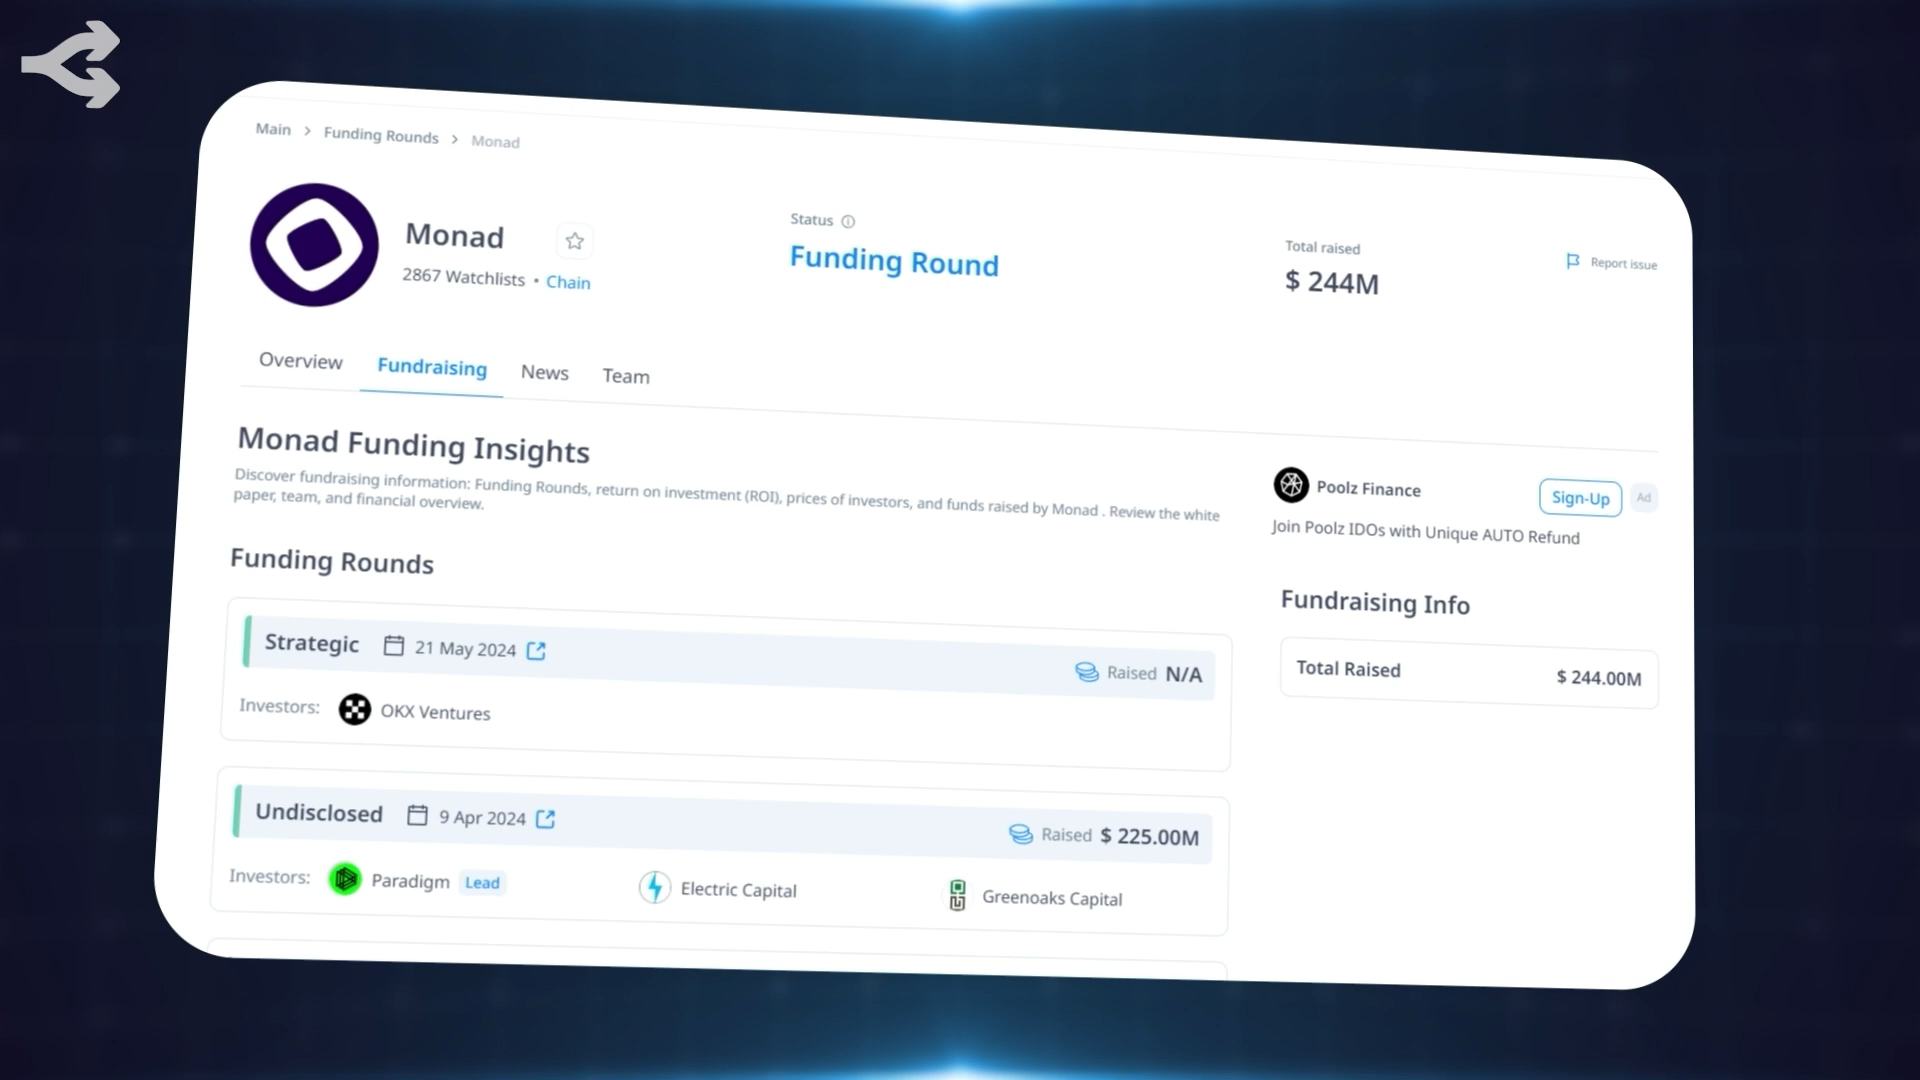 Main > Funding Rounds > Monad
Monad
2867 Watchlists • Chain
Status
Funding Round
Total raised
$ 244M
Report issue
Overview Fundraising News Team
Monad Funding Insights
Discover fundraising information: Funding Rounds, return on investment (ROI), prices of investors, and funds raised by Monad . Review the white
paper, team, and financial overview.
Poolz Finance
Sign-Up
Ad
Join Poolz IDOs with Unique AUTO Refund
Funding Rounds
Strategic 21 May 2024 Raised N/A
Investors: OKX Ventures
Undisclosed 9 Apr 2024 Raised $ 225.00M
Investors: Paradigm Lead Electric Capital Greenoaks Capital
Fundraising Info
Total Raised $ 244.00M